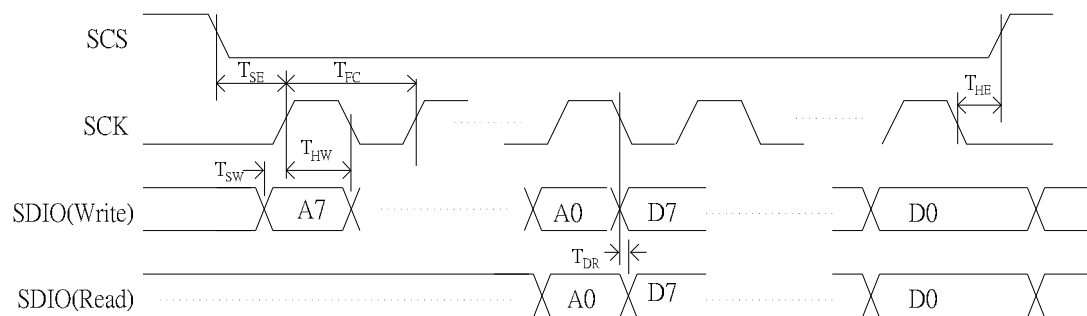 SCS
T_SE T_FC T_HE
SCK
T_HW
T_SW
SDIO(Write) A7 A0 D7 D0
T_DR
SDIO(Read) A0 D7 D0